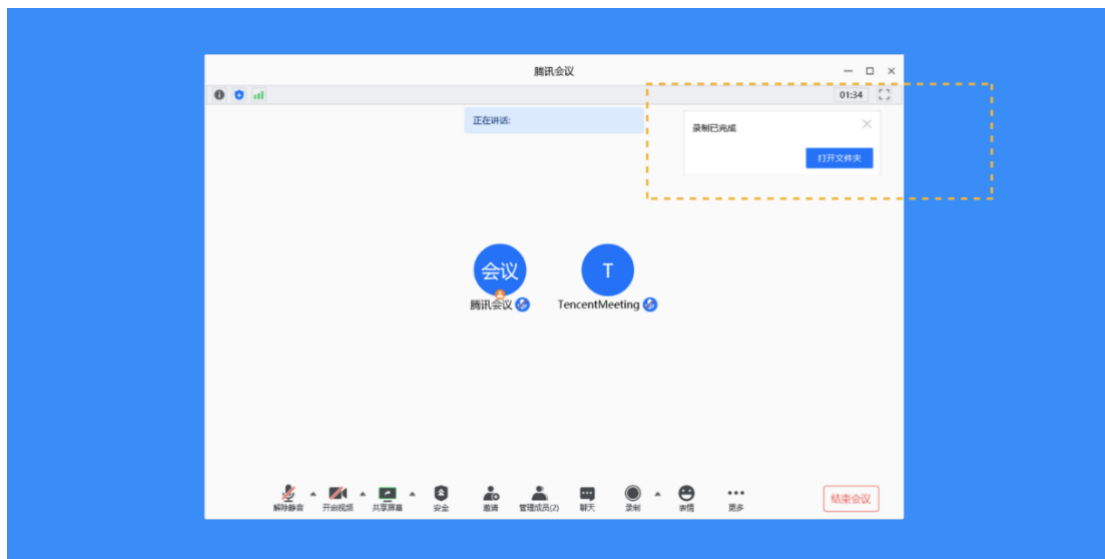 腾讯会议
01:34
正在讲话:
录制已完成
打开文件夹
会议
T
腾讯会议
TencentMeeting
解除静音
开启视频
共享屏幕
安全
邀请
管理成员(2)
聊天
录制
表情
更多
结束会议